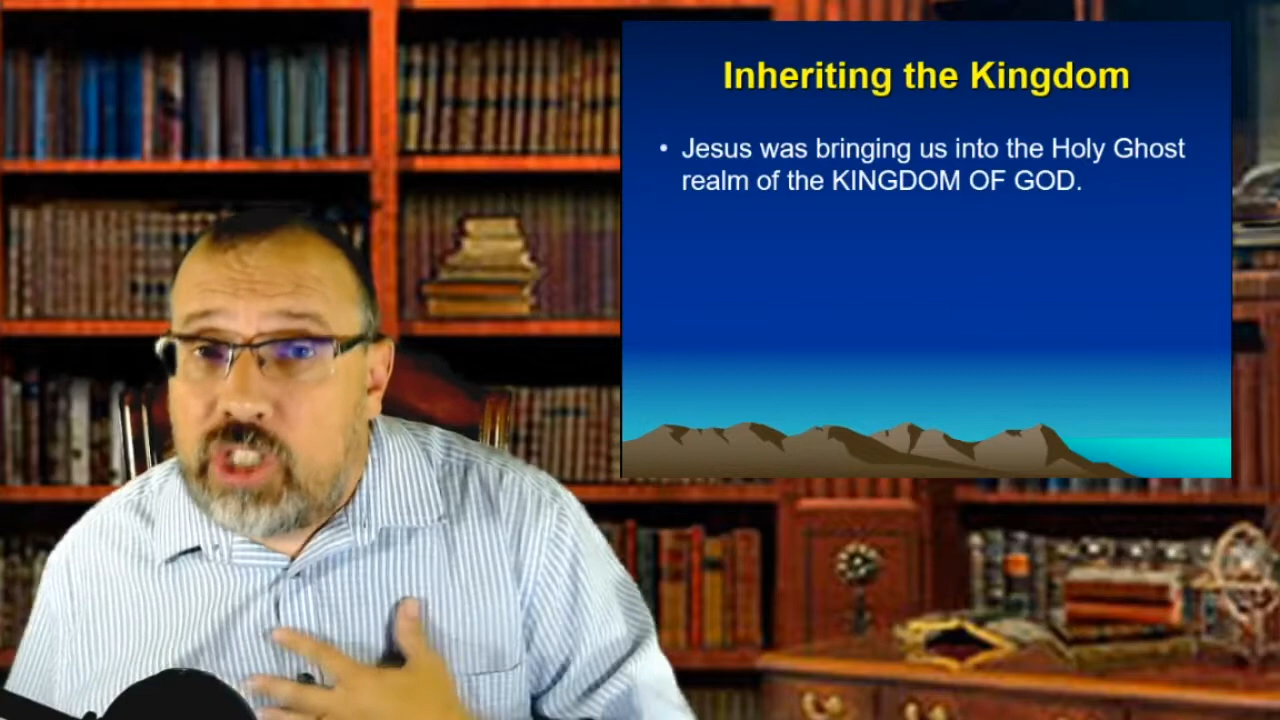 Inheriting the Kingdom
• Jesus was bringing us into the Holy Ghost
realm of the KINGDOM OF GOD.